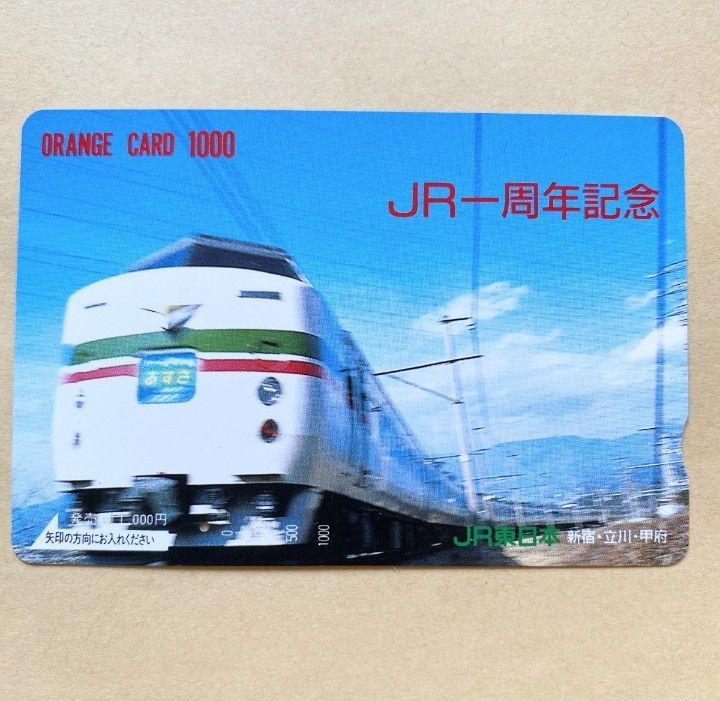 ORANGE CARD 1000
JR一周年記念
あずさ
発売 1,000円
矢印の方向にお入れください
0
500
1000
JR東日本 新宿・立川・甲府